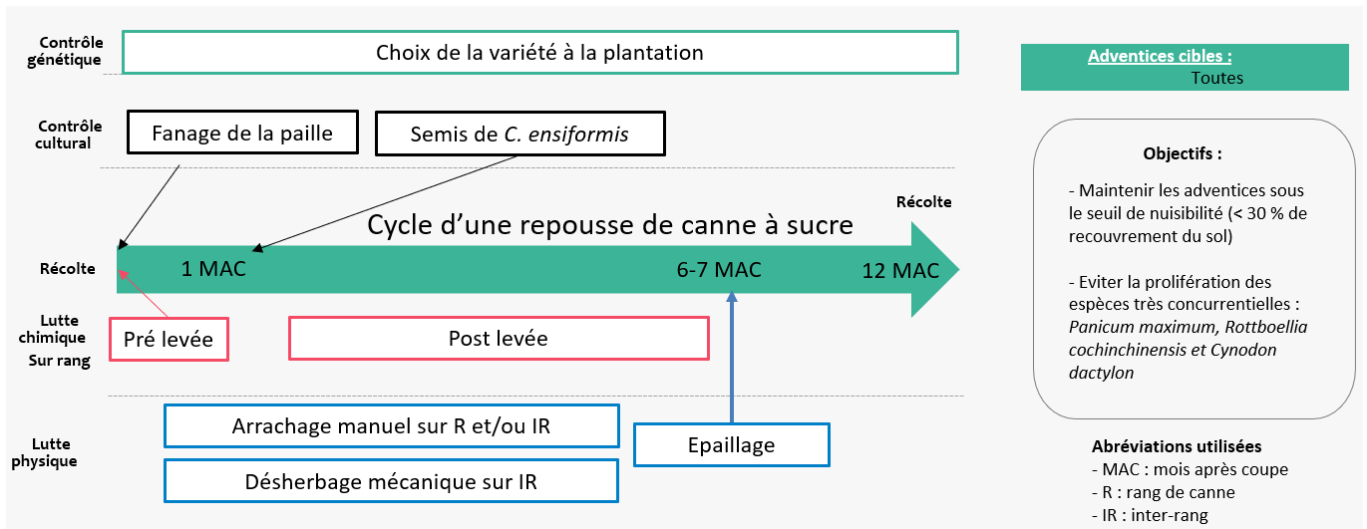 Contrôle
génétique
Choix de la variété à la plantation
Contrôle
cultural
Fanage de la paille
Semis de C. ensiformis
Récolte
Cycle d’une repousse de canne à sucre
Récolte
1 MAC
6-7 MAC
12 MAC
Lutte
chimique
Sur rang
Pré levée
Post levée
Lutte
physique
Arrachage manuel sur R et/ou IR
Epaillage
Désherbage mécanique sur IR
Adventices cibles :
Toutes
Objectifs :
- Maintenir les adventices sous
le seuil de nuisibilité (< 30 % de
recouvrement du sol)
- Eviter la prolifération des
espèces très concurrentielles :
Panicum maximum, Rottboellia
cochinchinensis et Cynodon
dactylon
Abréviations utilisées
- MAC : mois après coupe
- R : rang de canne
- IR : inter-rang